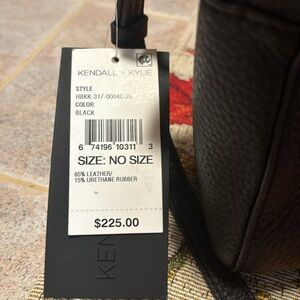 KENDALL + KYLIE
STYLE
HBKK-317-0004C-26
COLOR
BLACK
6 74196 10311 3
SIZE: NO SIZE
85% LEATHER/
15% URETHANE RUBBER
$225.00
KEN